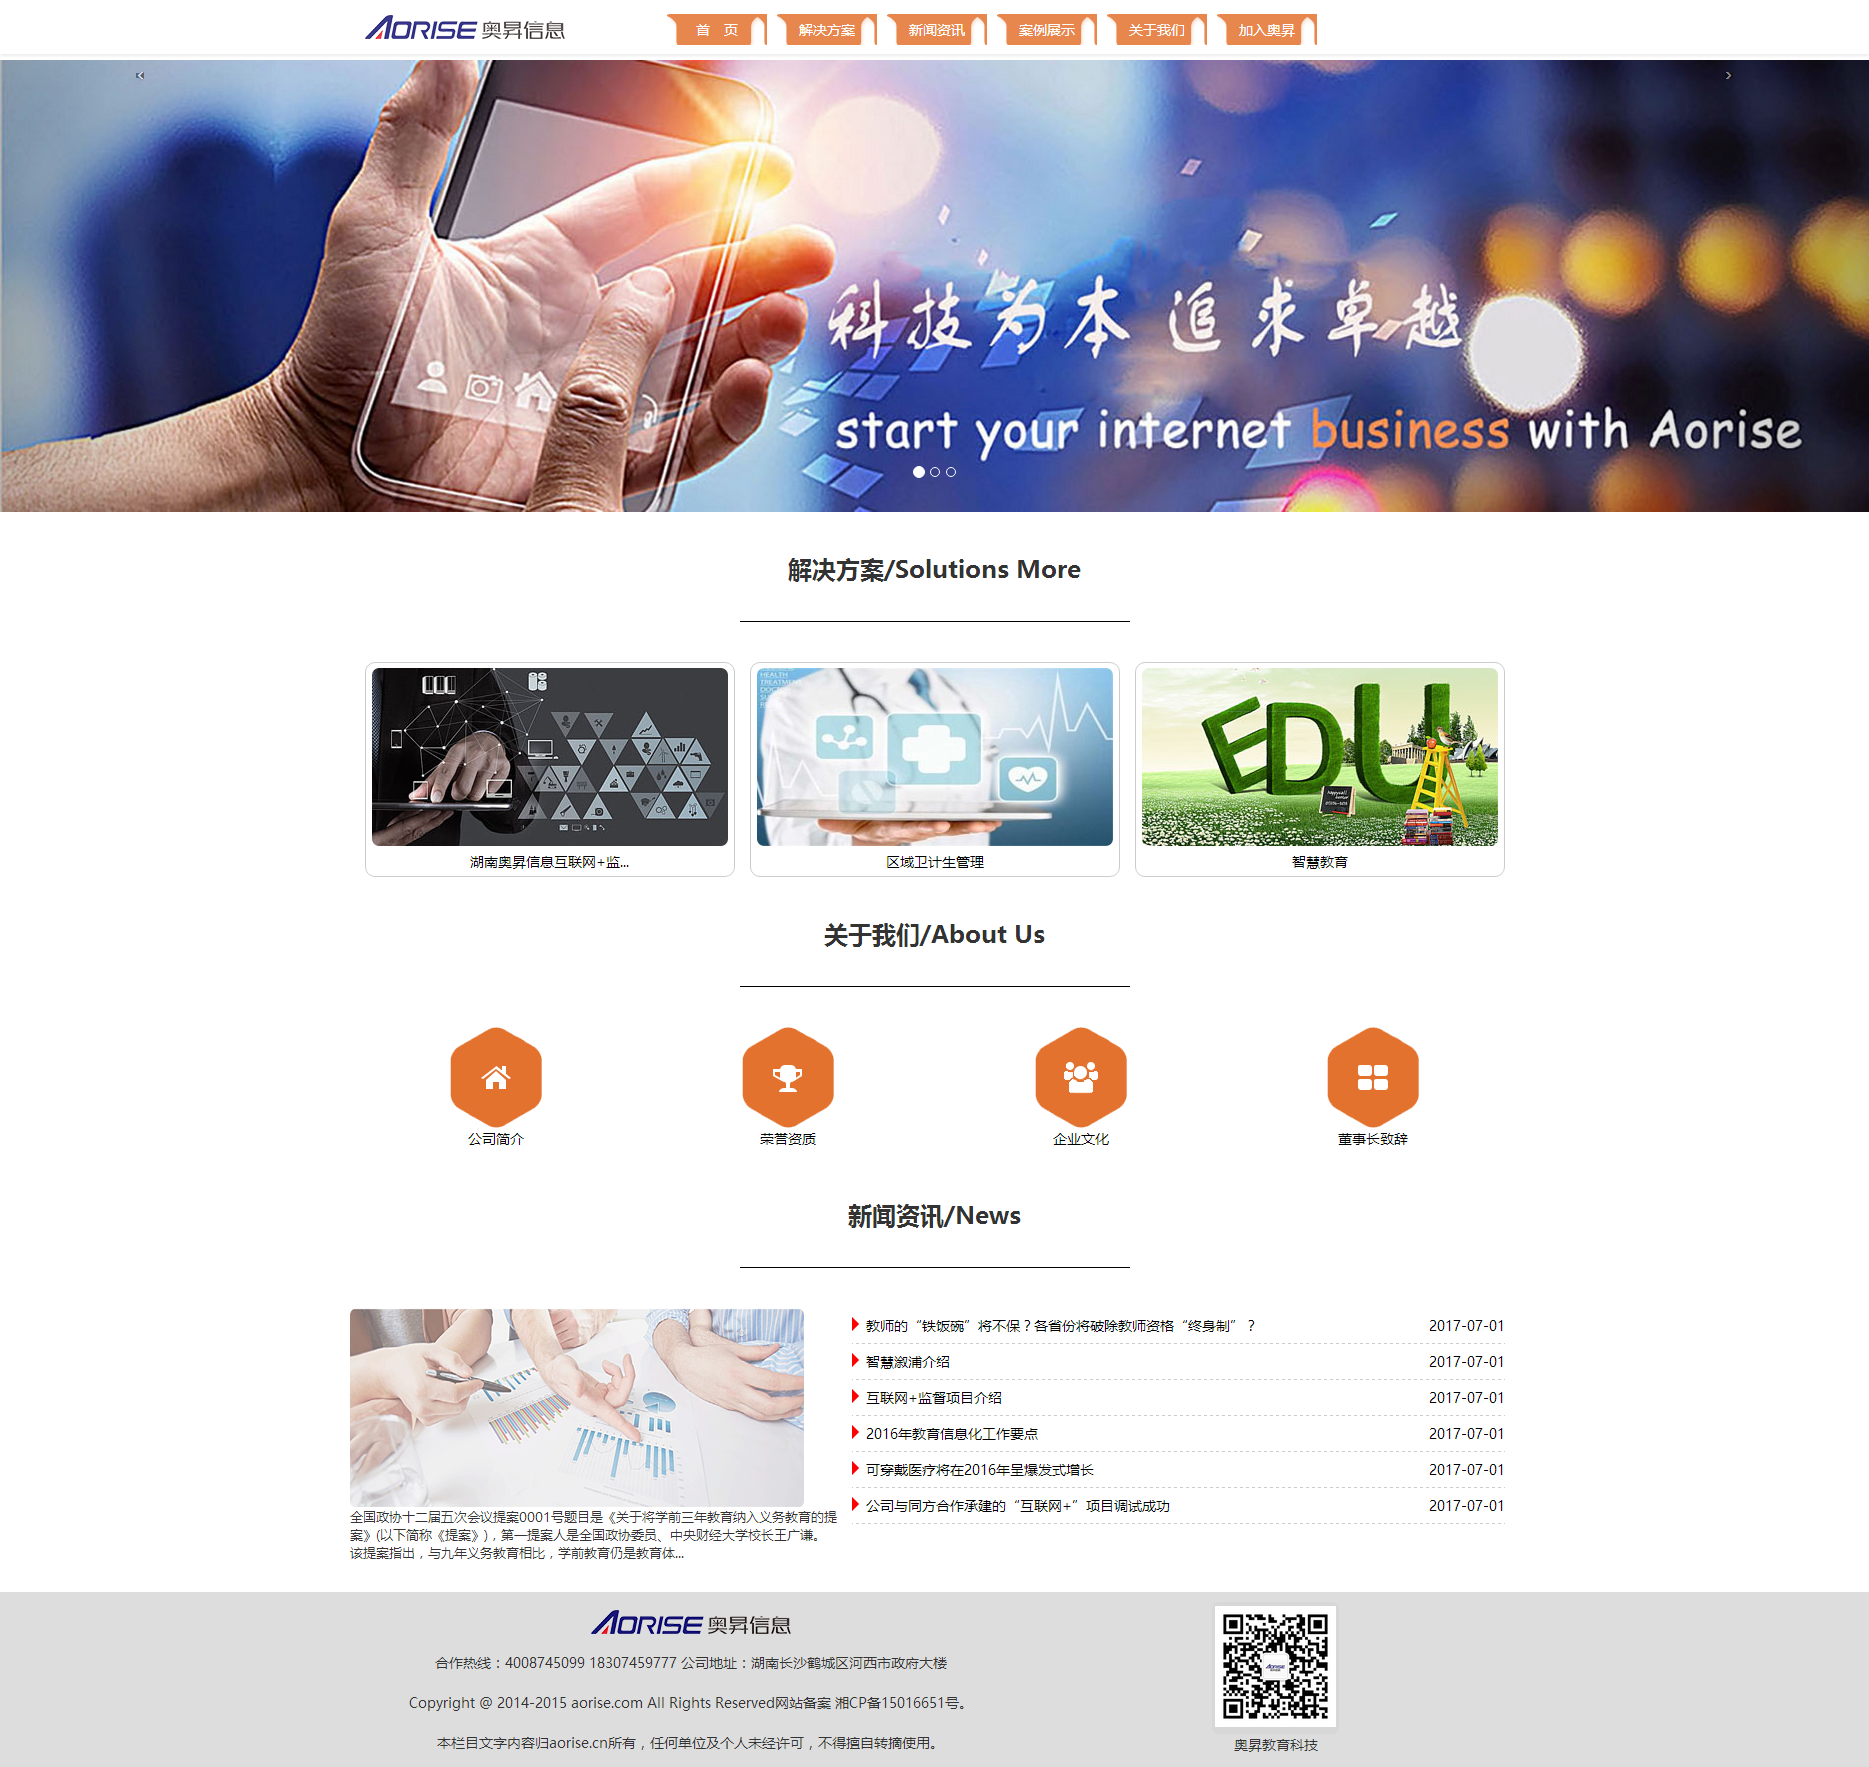 AORISE 奥昇信息
首 页
解决方案
新闻资讯
案例展示
关于我们
加入奥昇
科技为本 追求卓越
start your internet business with Aorise
解决方案/Solutions More
HEALTH
TREATMENT
EDU
湖南奥昇信息互联网+监...
区域卫计生管理
智慧教育
关于我们/About Us
公司简介
荣誉资质
企业文化
董事长致辞
新闻资讯/News
全国政协十二届五次会议提案0001号题目是《关于将学前三年教育纳入义务教育的提
案》(以下简称《提案》)，第一提案人是全国政协委员、中央财经大学校长王广谦。
该提案指出，与九年义务教育相比，学前教育仍是教育体...
教师的“铁饭碗”将不保？各省份将破除教师资格“终身制”？ 2017-07-01
智慧溆浦介绍 2017-07-01
互联网+监督项目介绍 2017-07-01
2016年教育信息化工作要点 2017-07-01
可穿戴医疗将在2016年呈爆发式增长 2017-07-01
公司与同方合作承建的“互联网+”项目调试成功 2017-07-01
AORISE 奥昇信息
合作热线：4008745099 18307459777 公司地址：湖南长沙鹤城区河西市政府大楼
Copyright @ 2014-2015 aorise.com All Rights Reserved网站备案 湘CP备15016651号。
本栏目文字内容归aorise.cn所有，任何单位及个人未经许可，不得擅自转摘使用。
AORISE
奥昇教育科技